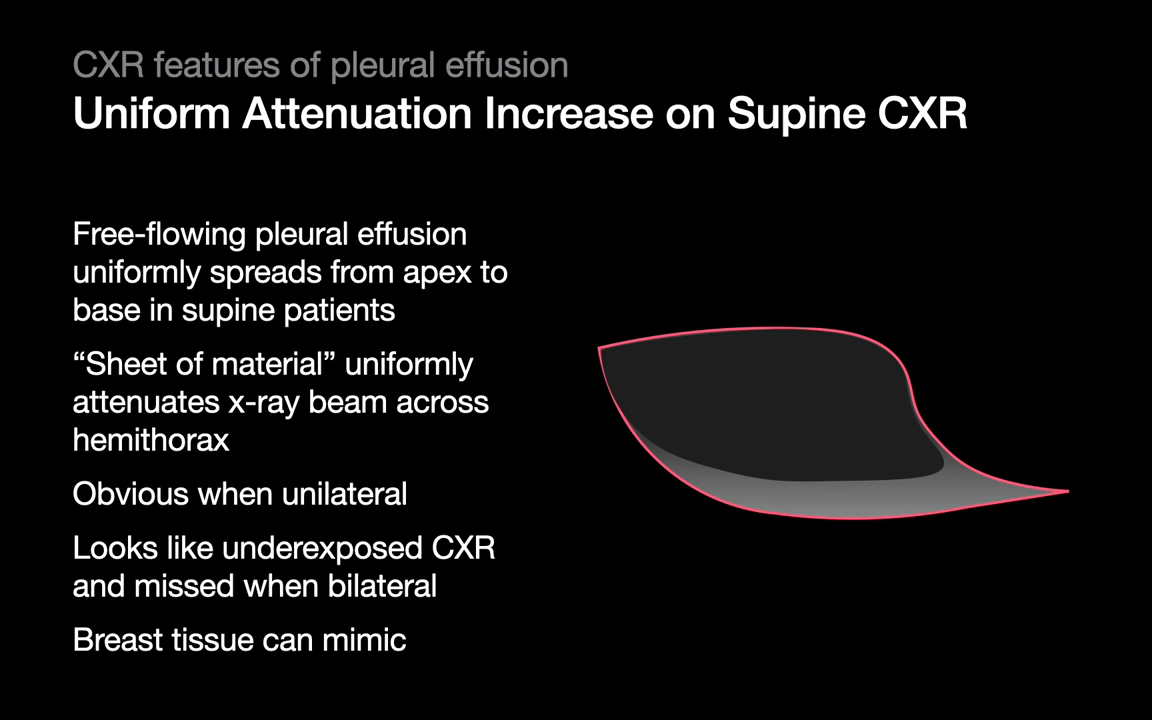 CXR features of pleural effusion
Uniform Attenuation Increase on Supine CXR
Free-flowing pleural effusion
uniformly spreads from apex to
base in supine patients
“Sheet of material” uniformly
attenuates x-ray beam across
hemithorax
Obvious when unilateral
Looks like underexposed CXR
and missed when bilateral
Breast tissue can mimic